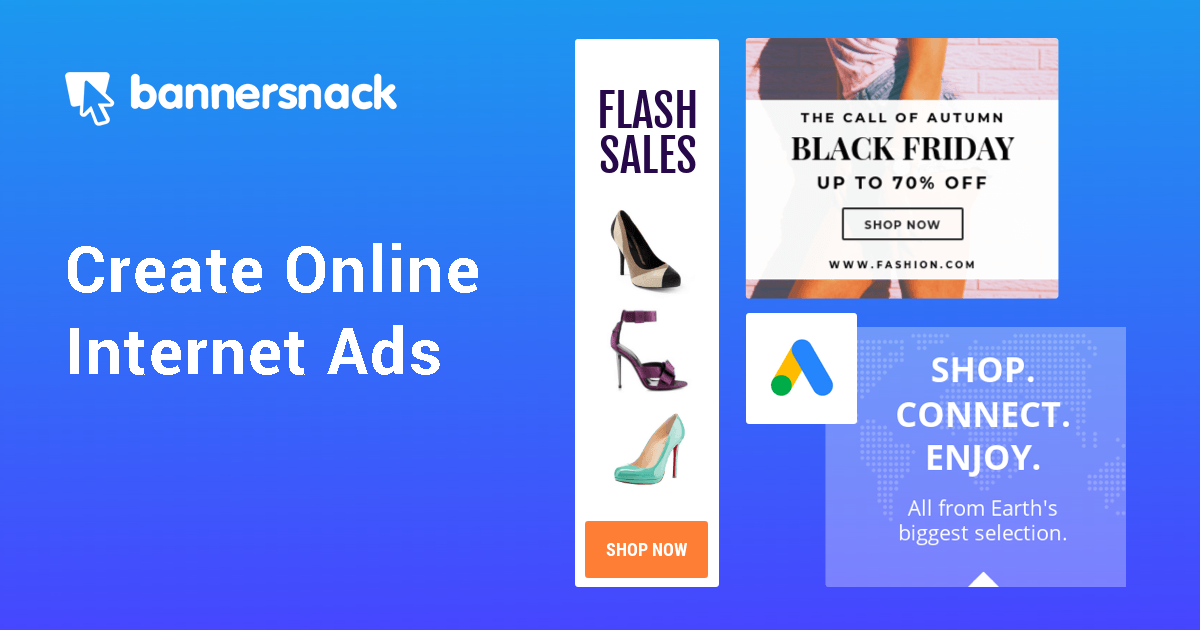 bannersnack
Create Online
Internet Ads
FLASH
SALES
SHOP NOW
THE CALL OF AUTUMN
BLACK FRIDAY
UP TO 70% OFF
SHOP NOW
WWW.FASHION.COM
SHOP.
CONNECT.
ENJOY.
All from Earth's
biggest selection.